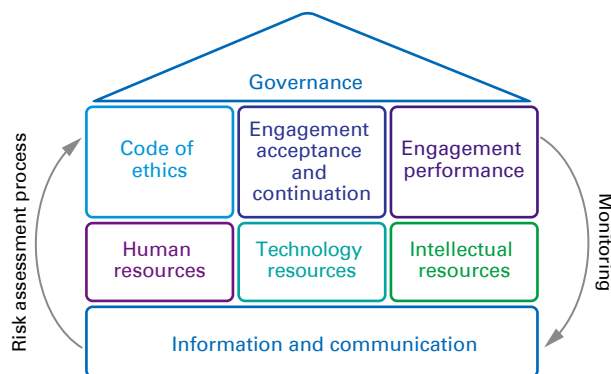 Governance
Code of
ethics
Engagement
acceptance
and
continuation
Engagement
performance
Human
resources
Technology
resources
Intellectual
resources
Information and communication
Risk assessment process
Monitoring